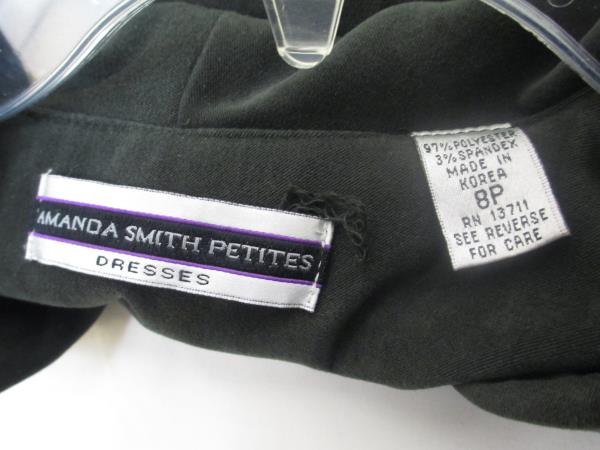 AMANDA SMITH PETITES
DRESSES
97% POLYESTER
3% SPANDEX
MADE IN
KOREA
8P
RN 13711
SEE REVERSE
FOR CARE